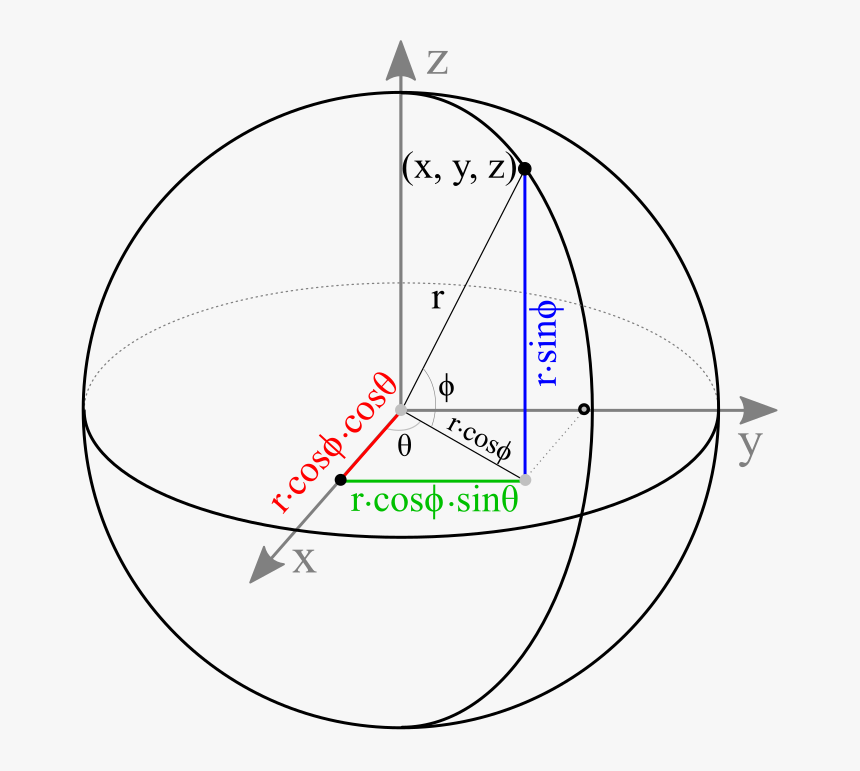 z
(x, y, z)
r
r·sinϕ
ϕ
r·cosϕ·cosθ
r·cosϕ
θ
y
r·cosϕ·sinθ
x